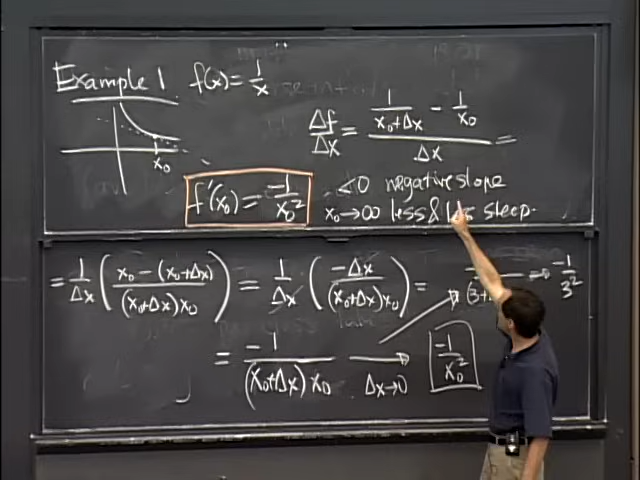 Example 1. f(x) = 1/x
x₀
Δf/Δx = (1/(x₀+Δx) - 1/x₀)/Δx =
f'(x₀) = -1/x₀²
<0 negative slope
x₀→∞ less & less steep.
= 1/Δx ( (x₀-(x₀+Δx))/((x₀+Δx)x₀) ) = 1/Δx ( -Δx/((x₀+Δx)x₀) ) =
= -1/((x₀+Δx)x₀) → Δx→0 -1/x₀²
(3+ → -1/3²